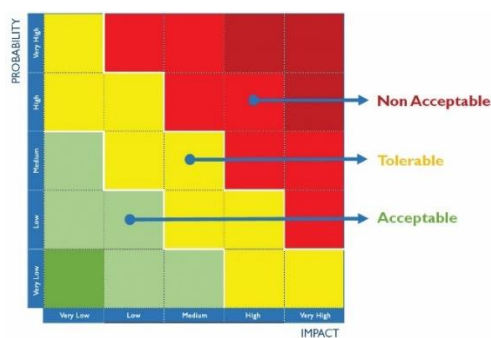 PROBABILITY
Very High
High
Medium
Low
Very Low
Non Acceptable
Tolerable
Acceptable
Very Low
Low
Medium
High
Very High
IMPACT